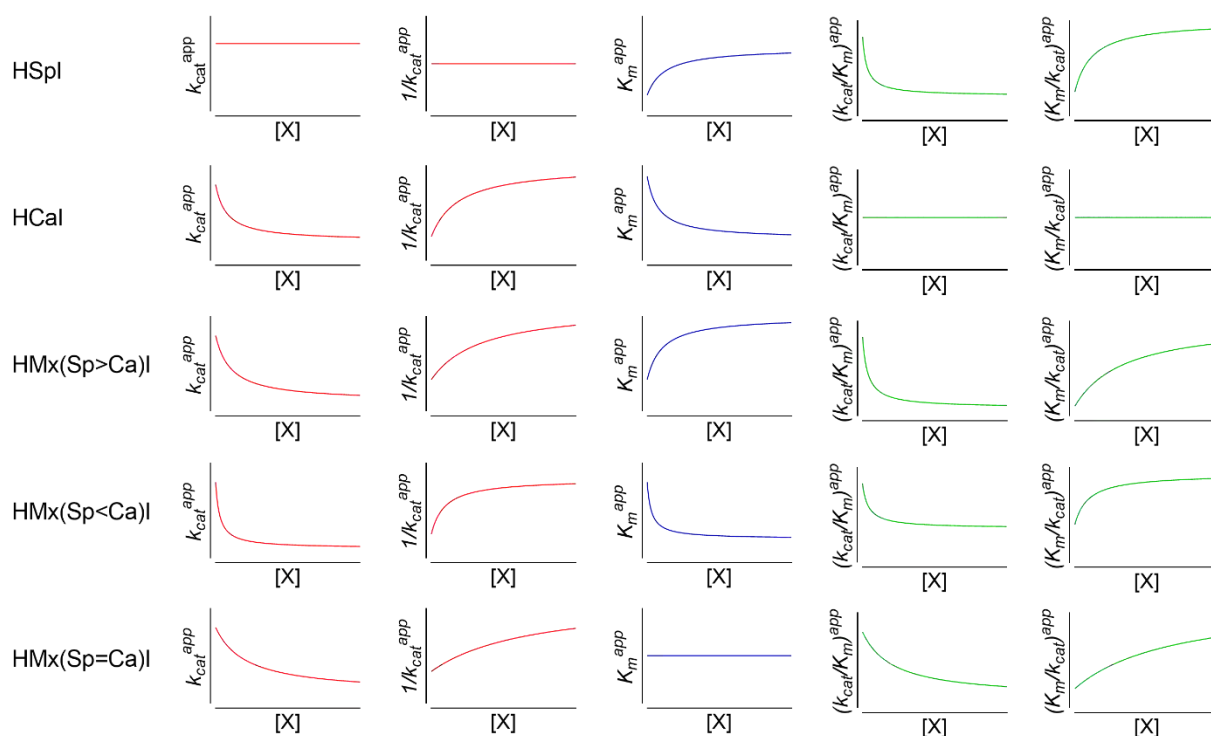 HSpI
k_cat^app
1/k_cat^app
K_m^app
(k_cat/K_m)^app
(K_m/k_cat)^app
[X]
[X]
[X]
[X]
[X]
HCaI
k_cat^app
1/k_cat^app
K_m^app
(k_cat/K_m)^app
(K_m/k_cat)^app
[X]
[X]
[X]
[X]
[X]
HMx(Sp>Ca)I
k_cat^app
1/k_cat^app
K_m^app
(k_cat/K_m)^app
(K_m/k_cat)^app
[X]
[X]
[X]
[X]
[X]
HMx(Sp<Ca)I
k_cat^app
1/k_cat^app
K_m^app
(k_cat/K_m)^app
(K_m/k_cat)^app
[X]
[X]
[X]
[X]
[X]
HMx(Sp=Ca)I
k_cat^app
1/k_cat^app
K_m^app
(k_cat/K_m)^app
(K_m/k_cat)^app
[X]
[X]
[X]
[X]
[X]